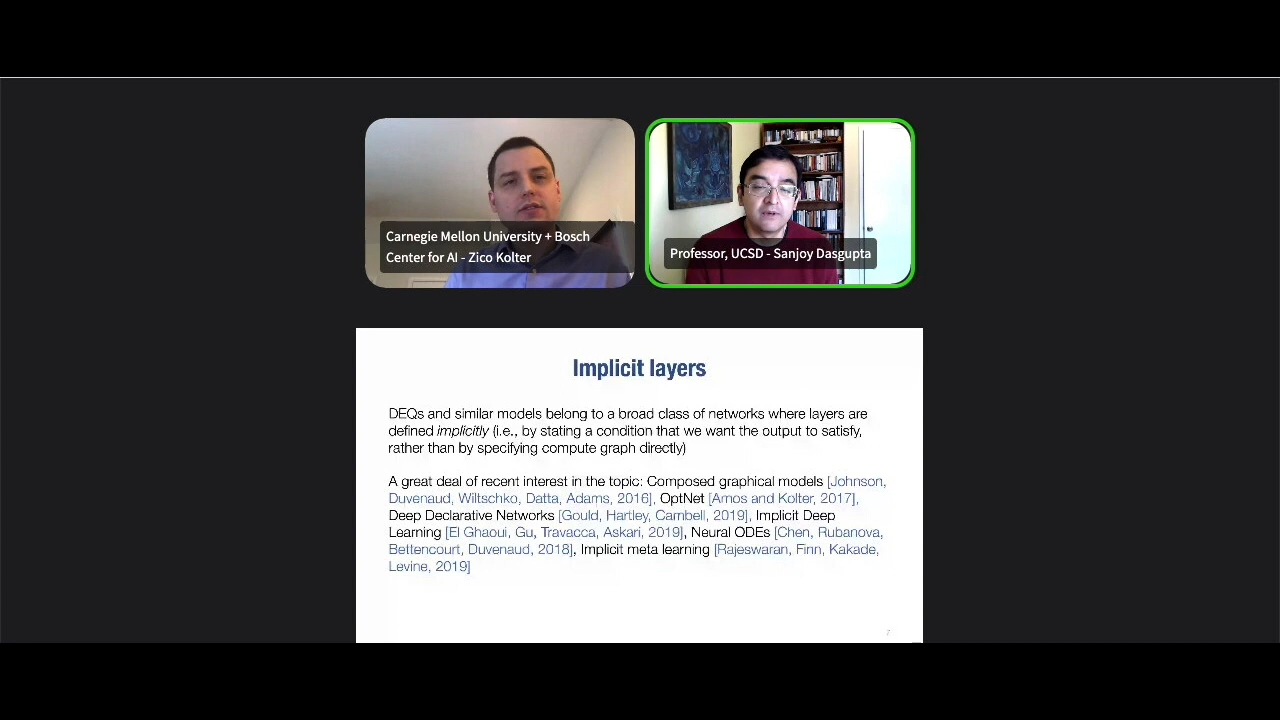 Carnegie Mellon University + Bosch
Center for AI - Zico Kolter
Professor, UCSD - Sanjoy Dasgupta
Implicit layers
DEQs and similar models belong to a broad class of networks where layers are
defined implicitly (i.e., by stating a condition that we want the output to satisfy,
rather than by specifying compute graph directly)
A great deal of recent interest in the topic: Composed graphical models [Johnson,
Duvenaud, Wiltschko, Datta, Adams, 2016], OptNet [Amos and Kolter, 2017],
Deep Declarative Networks [Gould, Hartley, Cambell, 2019], Implicit Deep
Learning [El Ghaoui, Gu, Travacca, Askari, 2019], Neural ODEs [Chen, Rubanova,
Bettencourt, Duvenaud, 2018], Implicit meta learning [Rajeswaran, Finn, Kakade,
Levine, 2019]
7